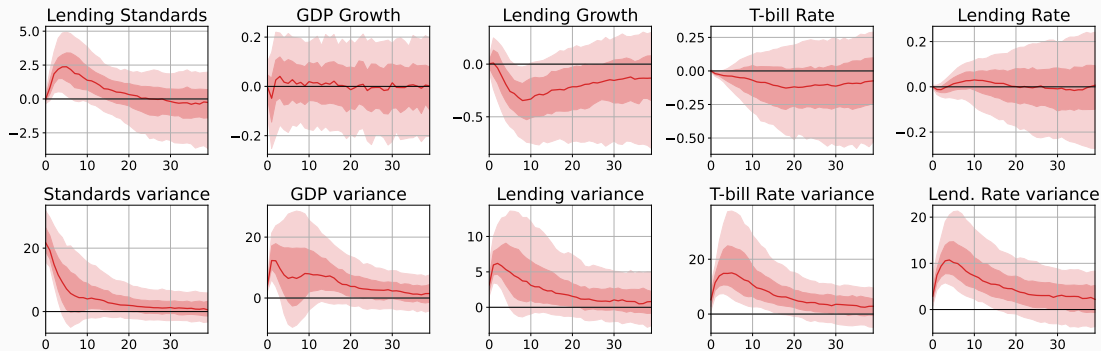 Lending Standards
GDP Growth
Lending Growth
T-bill Rate
Lending Rate
5.0
2.5
0.0
−2.5
0 10 20 30
0.2
0.0
−0.2
0 10 20 30
0.0
−0.5
0 10 20 30
0.25
0.00
−0.25
−0.50
0 10 20 30
0.2
0.0
−0.2
0 10 20 30
Standards variance
GDP variance
Lending variance
T-bill Rate variance
Lend. Rate variance
20
0
0 10 20 30
20
0
0 10 20 30
10
5
0
0 10 20 30
20
0
0 10 20 30
20
10
0
0 10 20 30